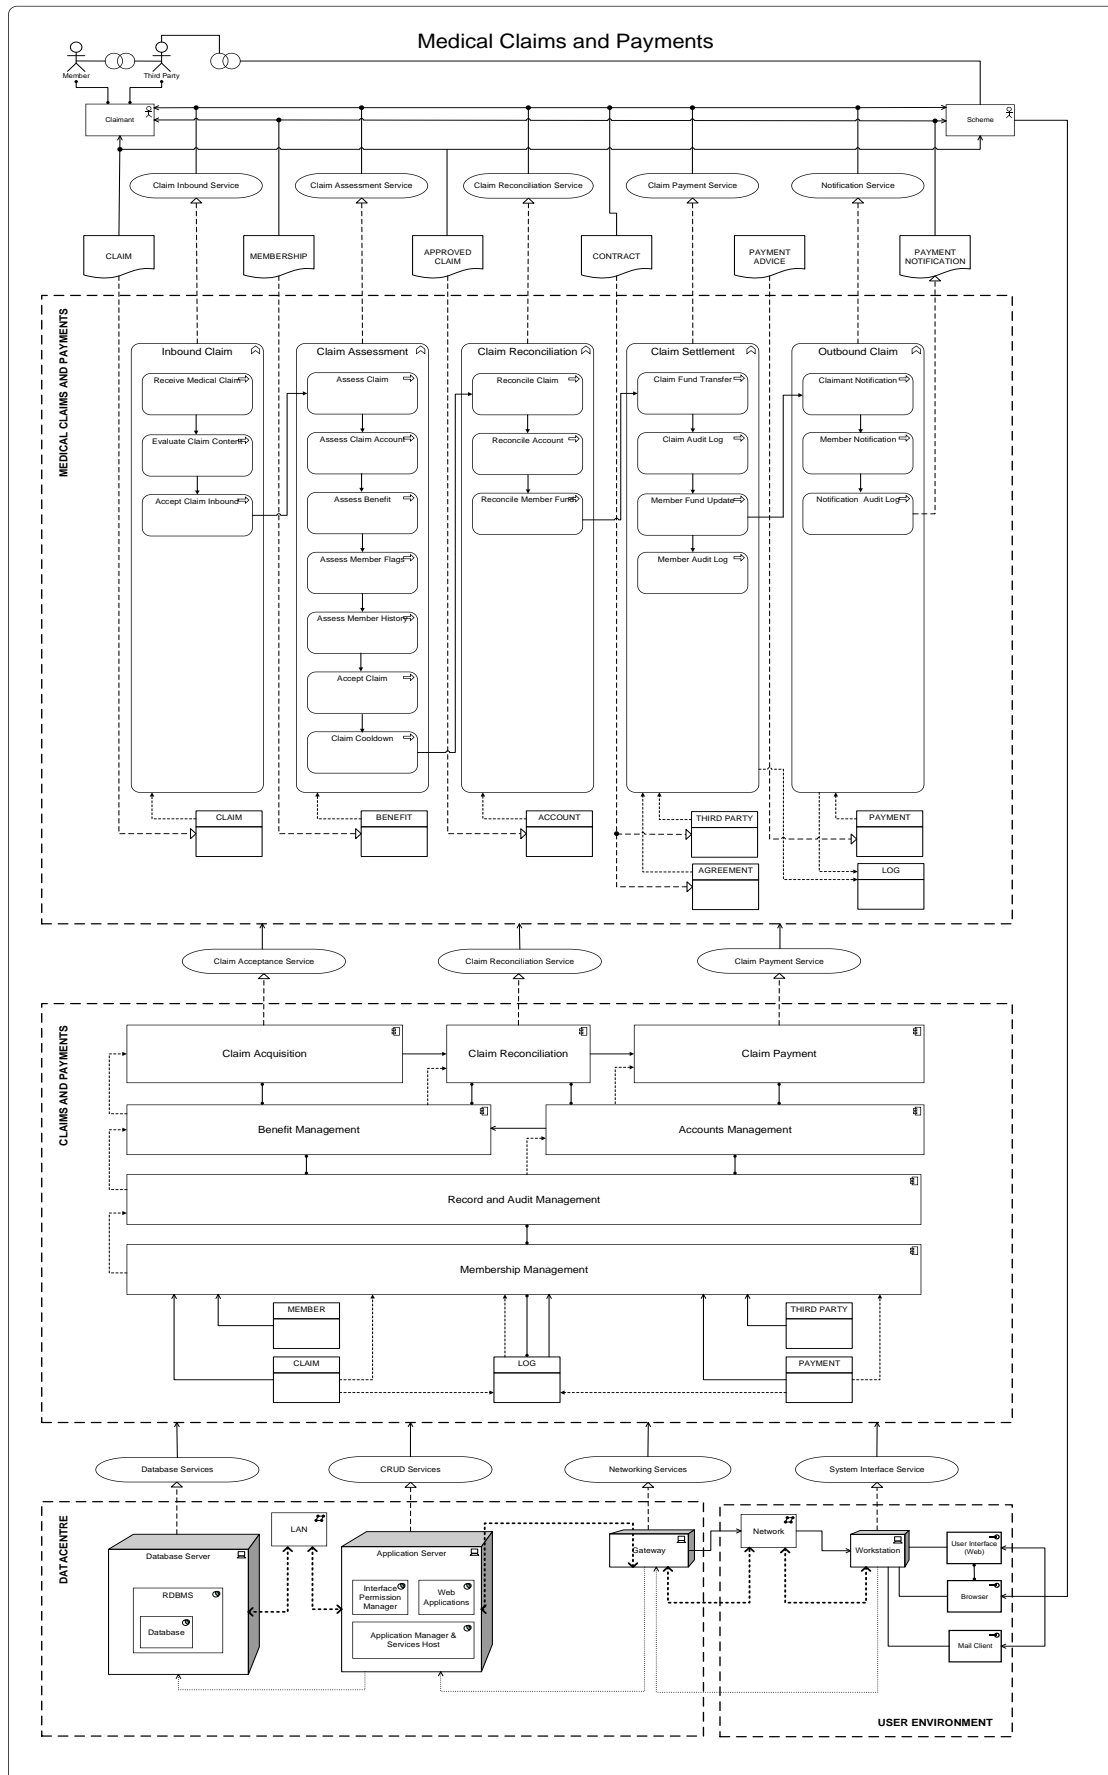 Medical Claims and Payments
Member
Third Party
Claimant
Scheme
Claim Inbound Service
Claim Assessment Service
Claim Reconciliation Service
Claim Payment Service
Notification Service
CLAIM
MEMBERSHIP
APPROVED
CLAIM
CONTRACT
PAYMENT
ADVICE
PAYMENT
NOTIFICATION
MEDICAL CLAIMS AND PAYMENTS
Inbound Claim
Receive Medical Claim
Evaluate Claim Content
Accept Claim Inbound
Claim Assessment
Assess Claim
Assess Claim Account
Assess Benefit
Assess Member Flags
Assess Member History
Accept Claim
Claim Cooldown
Claim Reconciliation
Reconcile Claim
Reconcile Account
Reconcile Member Fund
Claim Settlement
Claim Fund Transfer
Claim Audit Log
Member Fund Update
Member Audit Log
Outbound Claim
Claimant Notification
Member Notification
Notification Audit Log
CLAIM
BENEFIT
ACCOUNT
THIRD PARTY
PAYMENT
AGREEMENT
LOG
Claim Acceptance Service
Claim Reconciliation Service
Claim Payment Service
CLAIMS AND PAYMENTS
Claim Acquisition
Claim Reconciliation
Claim Payment
Benefit Management
Accounts Management
Record and Audit Management
Membership Management
MEMBER
THIRD PARTY
CLAIM
LOG
PAYMENT
Database Services
CRUD Services
Networking Services
System Interface Service
DATACENTRE
Database Server
RDBMS
Database
LAN
Application Server
Interface
Permission
Manager
Web
Applications
Application Manager &
Services Host
Gateway
Network
Workstation
User Interface
(Web)
Browser
Mail Client
USER ENVIRONMENT